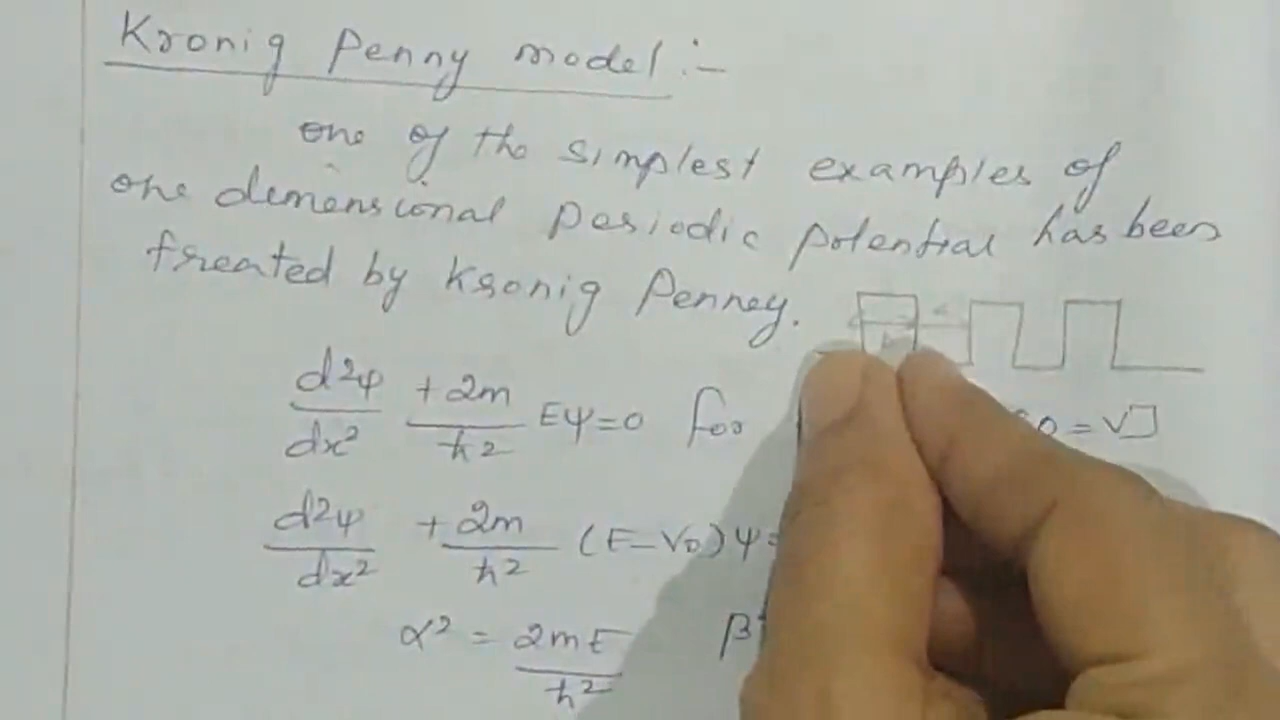 Kronig Penny model :-
one of the simplest examples of
one dimensional periodic potential has been
treated by Kronig Penney.
d²ψ/dx² + 2m/ħ² Eψ=0 for
0=V]
d²ψ/dx² + 2m/ħ² (E-V0)ψ=
α² = 2mE/ħ² β